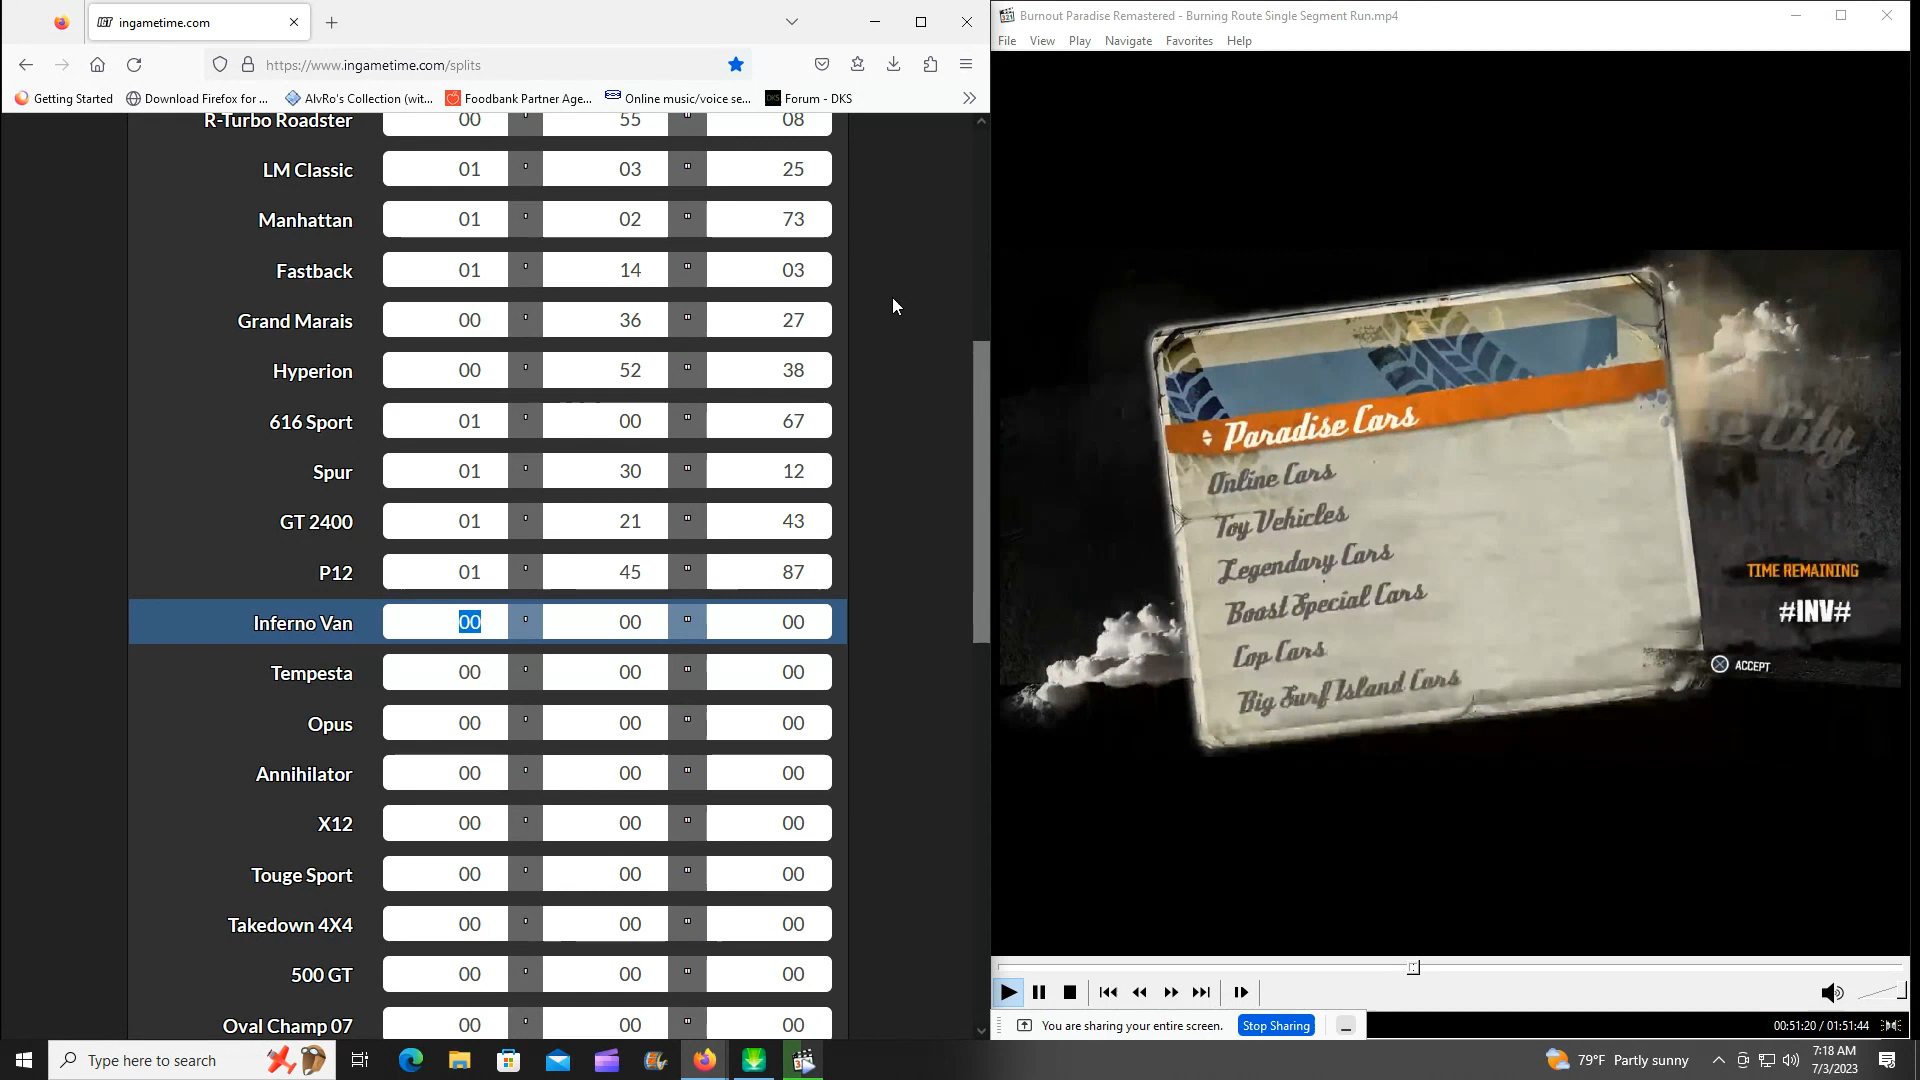 ingametime.com
https://www.ingametime.com/splits
Getting Started
Download Firefox for ...
AlvRo's Collection (wit...
Foodbank Partner Age...
Online music/voice se...
Forum - DKS
R-Turbo Roadster 00 ' 55 " 08
LM Classic 01 ' 03 " 25
Manhattan 01 ' 02 " 73
Fastback 01 ' 14 " 03
Grand Marais 00 ' 36 " 27
Hyperion 00 ' 52 " 38
616 Sport 01 ' 00 " 67
Spur 01 ' 30 " 12
GT 2400 01 ' 21 " 43
P12 01 ' 45 " 87
Inferno Van 00 ' 00 " 00
Tempesta 00 ' 00 " 00
Opus 00 ' 00 " 00
Annihilator 00 ' 00 " 00
X12 00 ' 00 " 00
Touge Sport 00 ' 00 " 00
Takedown 4X4 00 ' 00 " 00
500 GT 00 ' 00 " 00
Oval Champ 07 00 ' 00 " 00
Burnout Paradise Remastered - Burning Route Single Segment Run.mp4
File View Play Navigate Favorites Help
Paradise Cars
Online Cars
Toy Vehicles
Legendary Cars
Boost Special Cars
Cop Cars
Big Surf Island Cars
City
TIME REMAINING
#INV#
ACCEPT
You are sharing your entire screen.
Stop Sharing
00:51:20 / 01:51:44
Type here to search
79°F Partly sunny
7:18 AM
7/3/2023